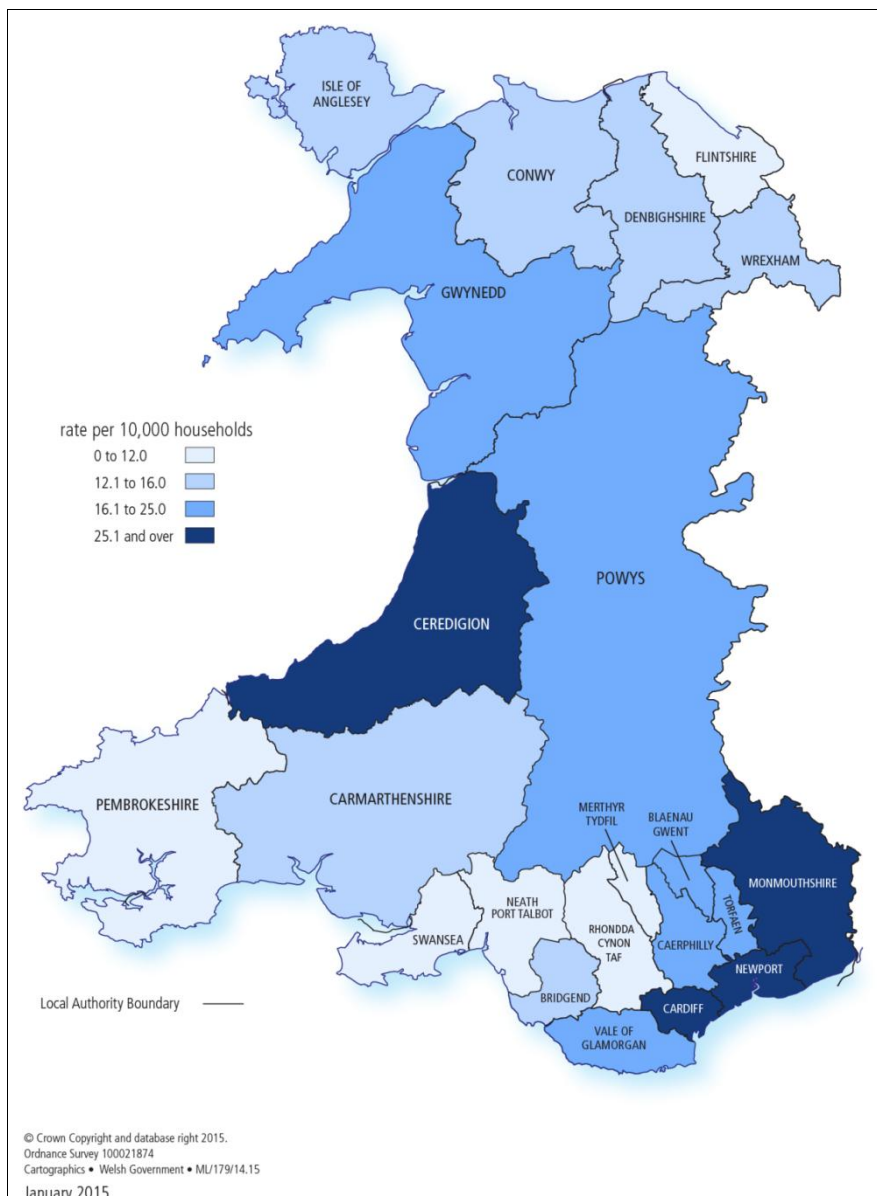 ISLE OF
ANGLESEY
FLINTSHIRE
CONWY
DENBIGHSHIRE
WREXHAM
GWYNEDD
rate per 10,000 households
0 to 12.0
12.1 to 16.0
16.1 to 25.0
25.1 and over
POWYS
CEREDIGION
PEMBROKESHIRE
CARMARTHENSHIRE
MERTHYR
TYDFIL
BLAENAU
GWENT
MONMOUTHSHIRE
NEATH
PORT TALBOT
TORFAEN
SWANSEA
RHONDDA
CYNON
TAF
CAERPHILLY
NEWPORT
BRIDGEND
CARDIFF
VALE OF
GLAMORGAN
Local Authority Boundary
© Crown Copyright and database right 2015.
Ordnance Survey 100021874
Cartographics • Welsh Government • ML/179/14.15
January 2015